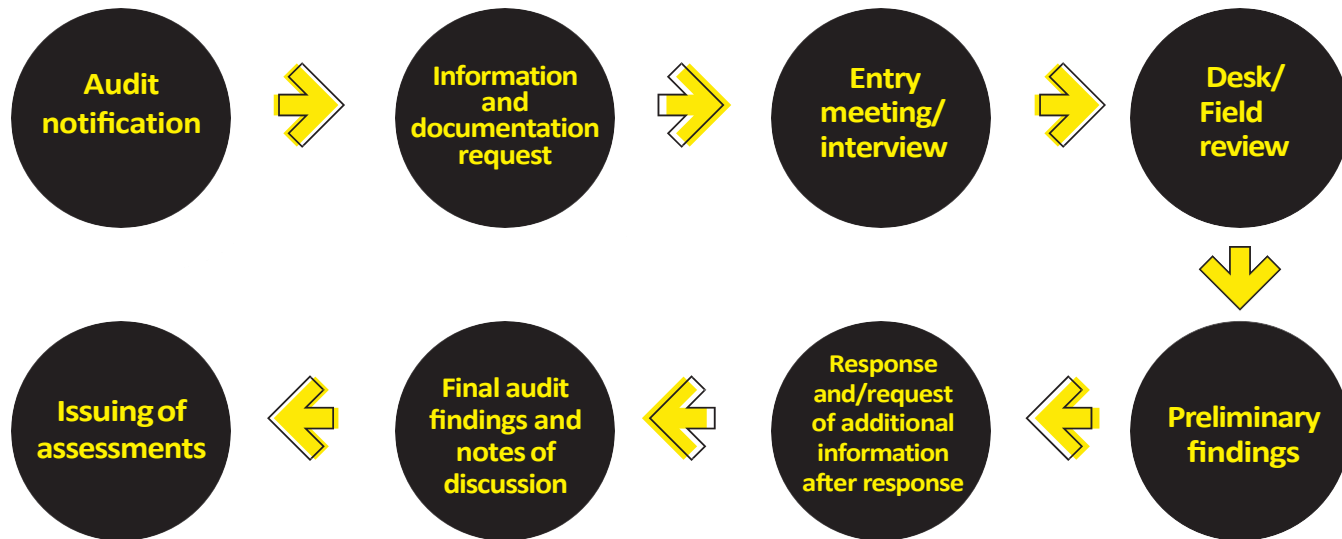 Audit
notification
Information
and
documentation
request
Entry
meeting/
interview
Desk/
Field
review
Preliminary
findings
Response
and/request
of additional
information
after response
Final audit
findings and
notes of
discussion
Issuing of
assessments